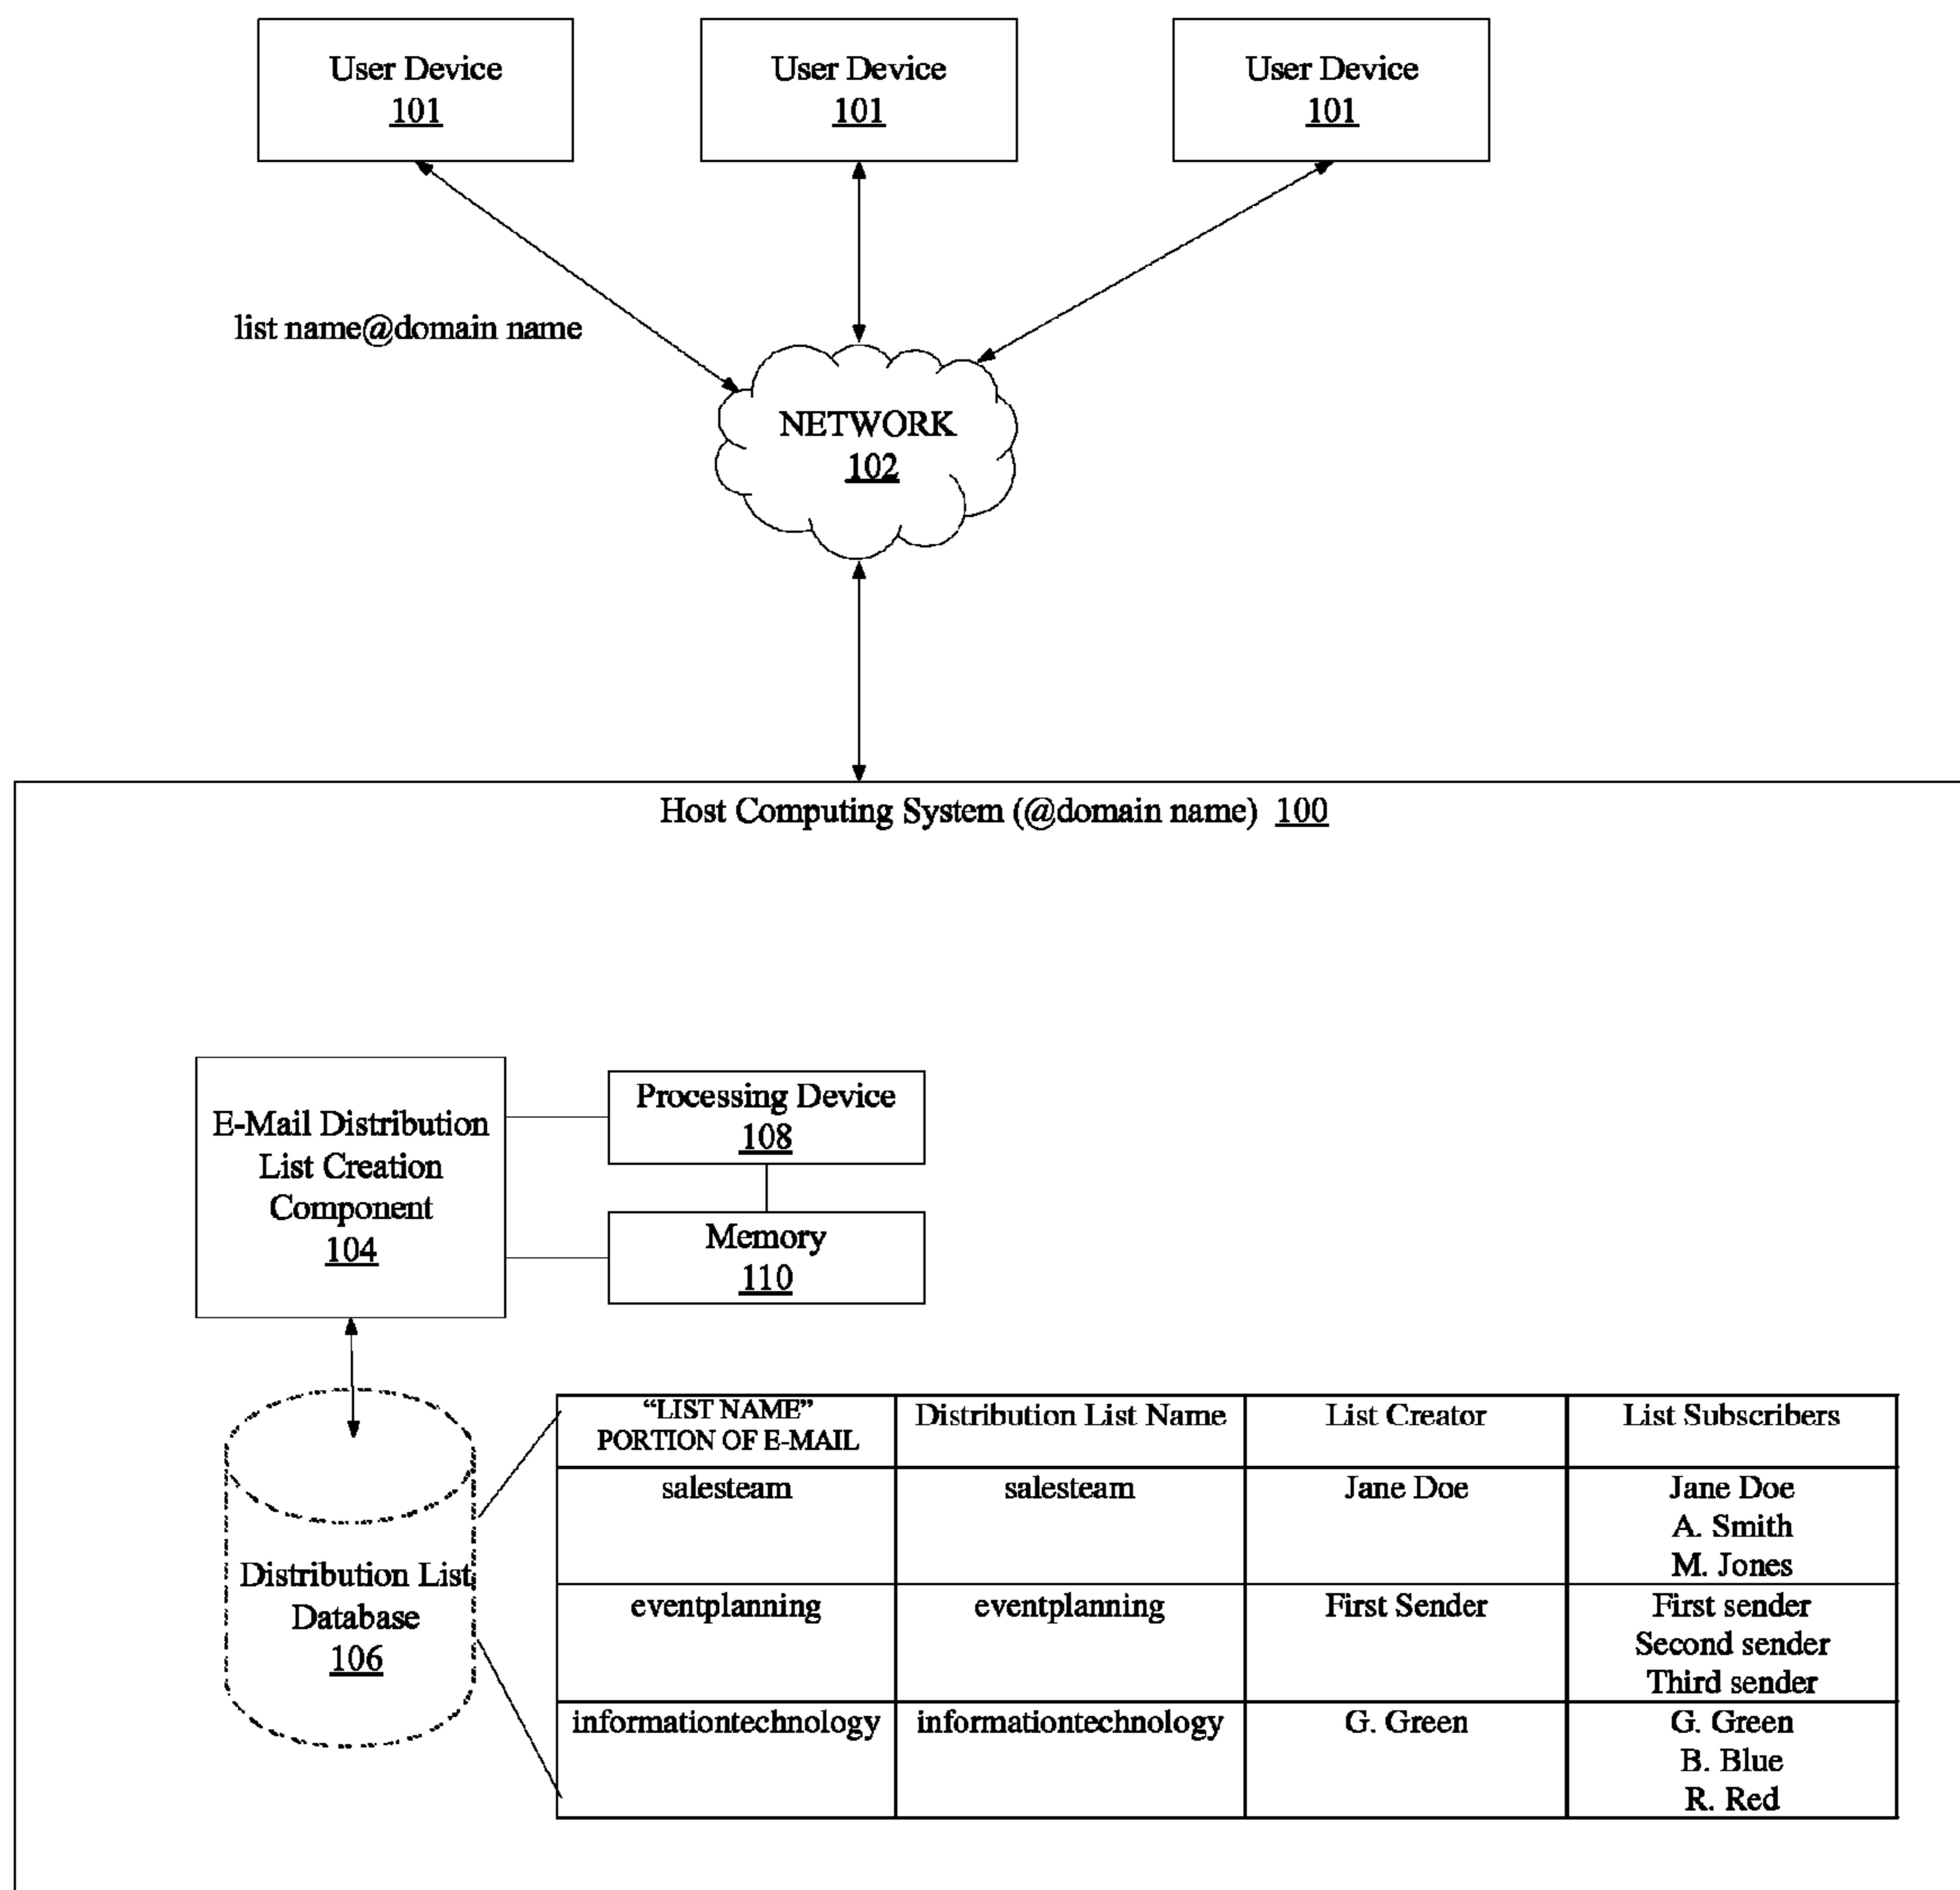 User Device
101
User Device
101
User Device
101
list name@domain name
NETWORK
102
Host Computing System (@domain name) 100
E-Mail Distribution
List Creation
Component
104
Processing Device
108
Memory
110
Distribution List
Database
106
“LIST NAME”
PORTION OF E-MAIL
Distribution List Name
List Creator
List Subscribers
salesteam
salesteam
Jane Doe
Jane Doe
A. Smith
M. Jones
eventplanning
eventplanning
First Sender
First sender
Second sender
Third sender
informationtechnology
informationtechnology
G. Green
G. Green
B. Blue
R. Red